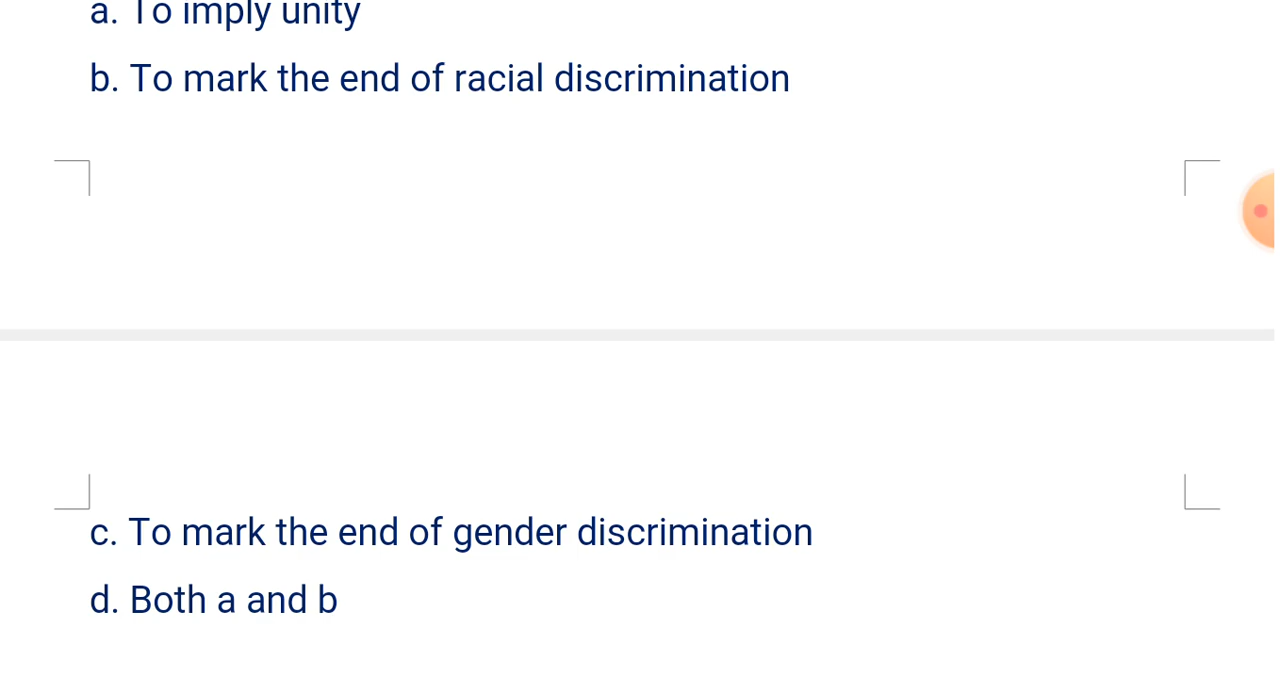 a. To imply unity
b. To mark the end of racial discrimination
c. To mark the end of gender discrimination
d. Both a and b